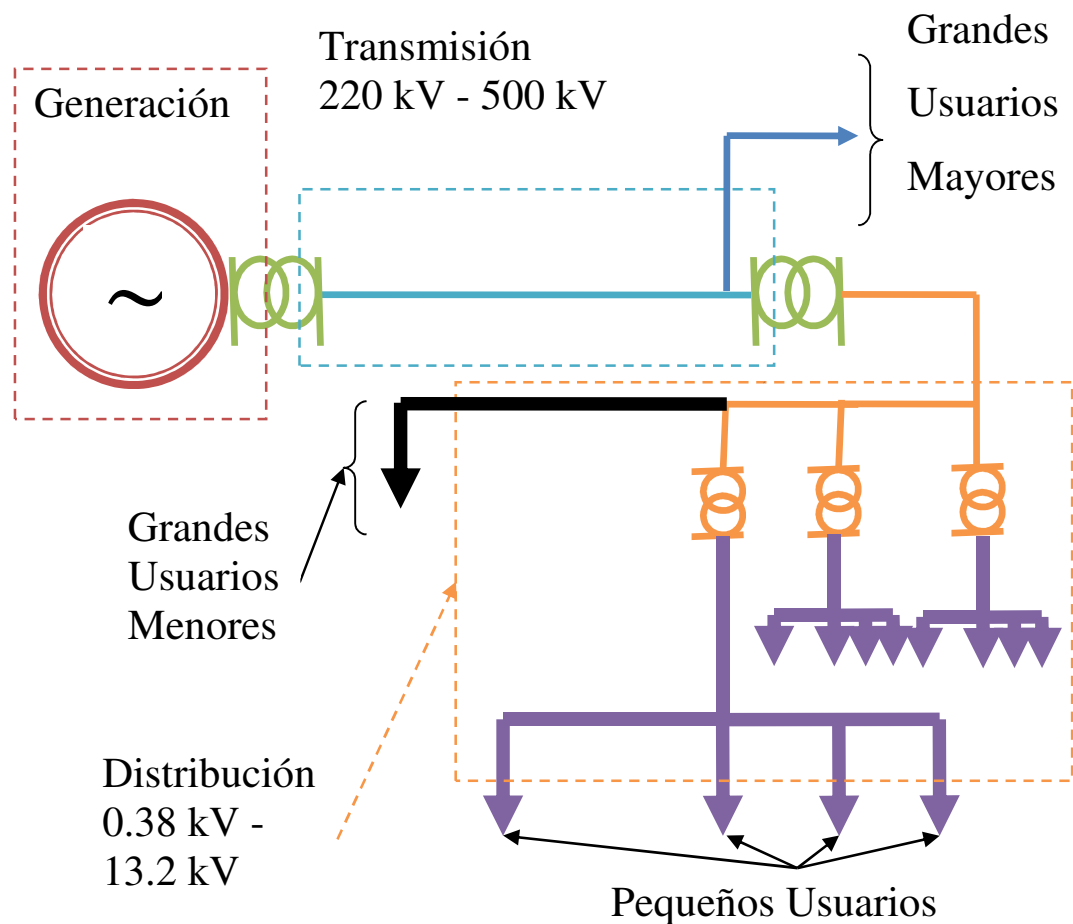 Generación
Transmisión
220 kV - 500 kV
Grandes
Usuarios
Mayores
~
Grandes
Usuarios
Menores
Distribución
0.38 kV -
13.2 kV
Pequeños Usuarios